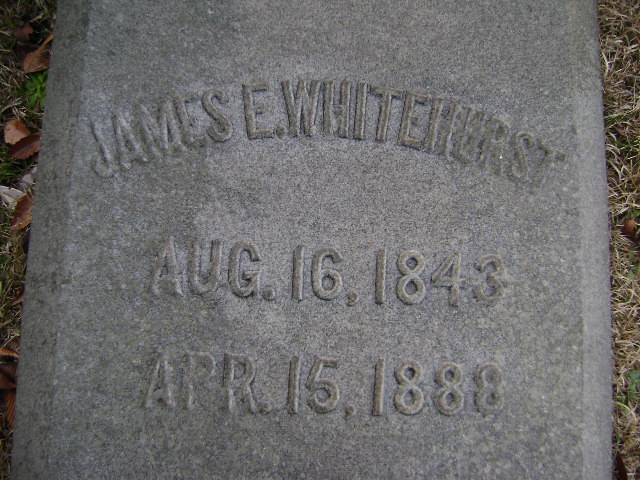 JAMES E. WHITEHURST
AUG. 16, 1843
APR. 15, 1888